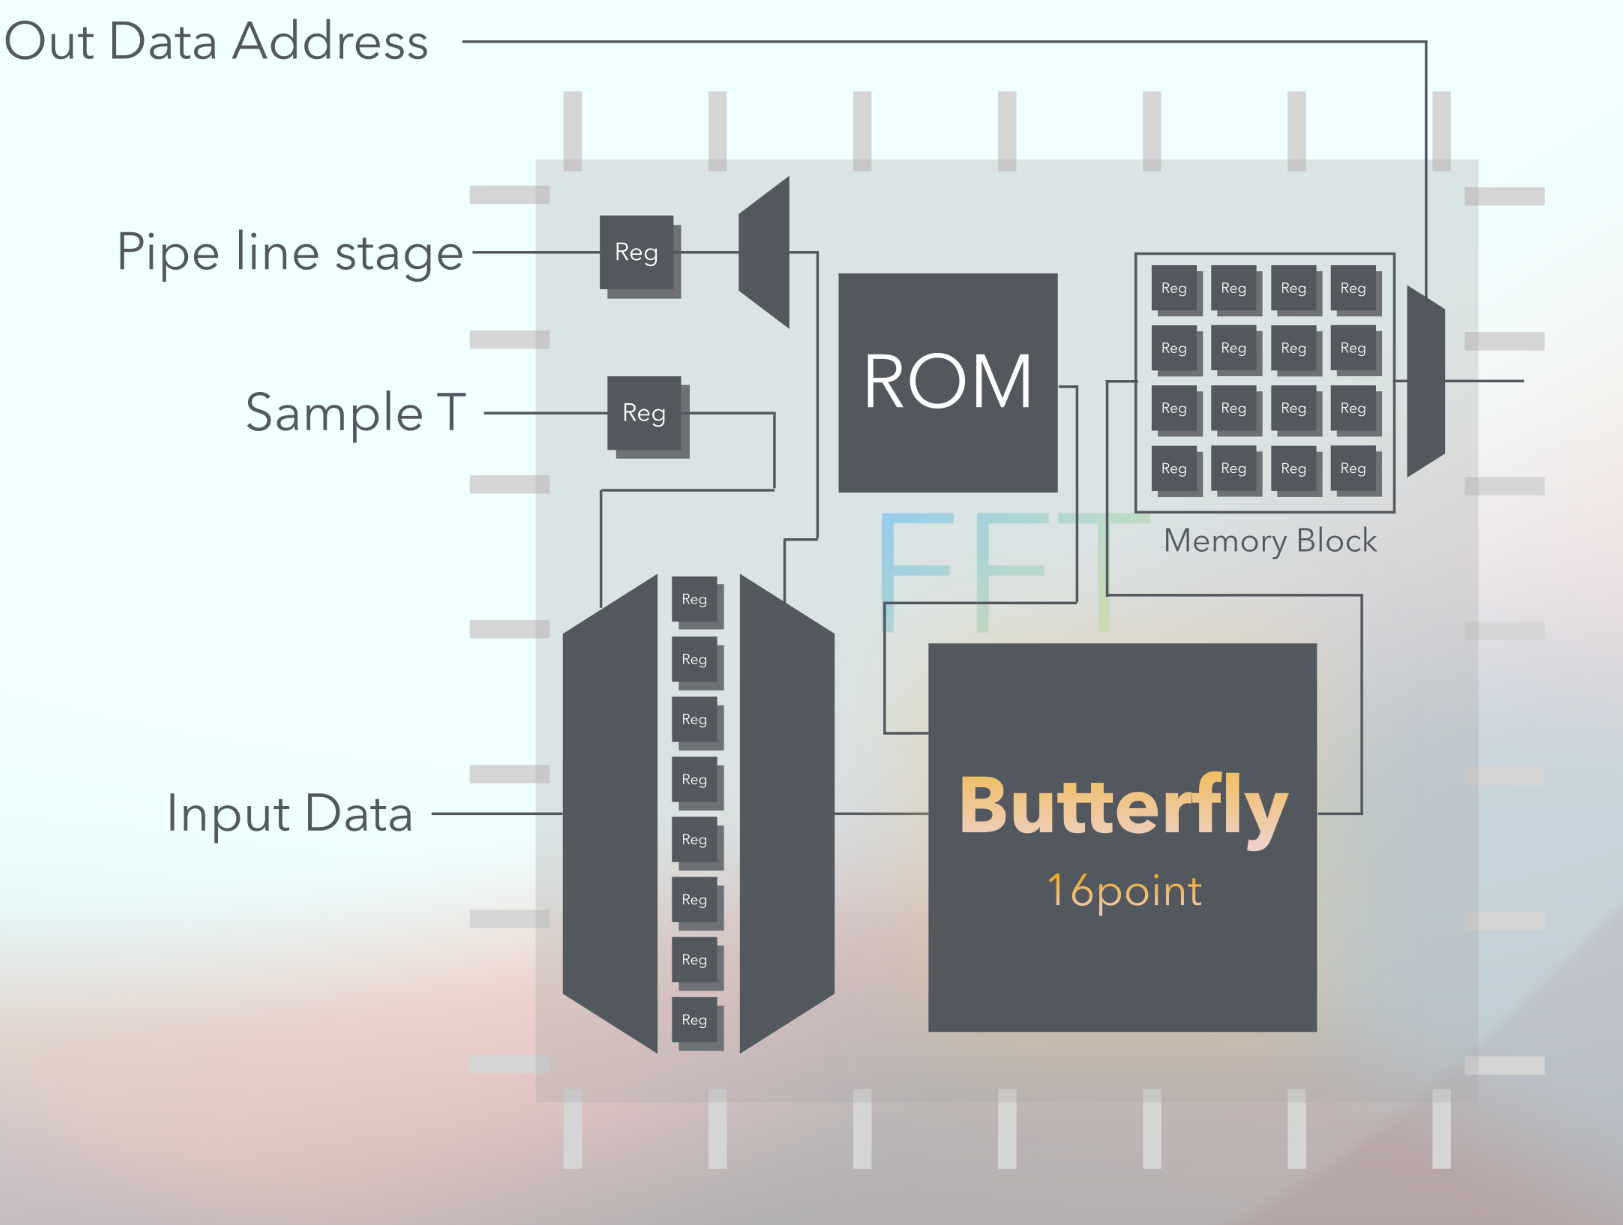 Out Data Address
Pipe line stage
Reg
Sample T
Reg
Input Data
Reg
Reg
Reg
Reg
Reg
Reg
Reg
Reg
ROM
FFT
Reg Reg Reg Reg
Reg Reg Reg Reg
Reg Reg Reg Reg
Reg Reg Reg Reg
Memory Block
Butterfly
16point